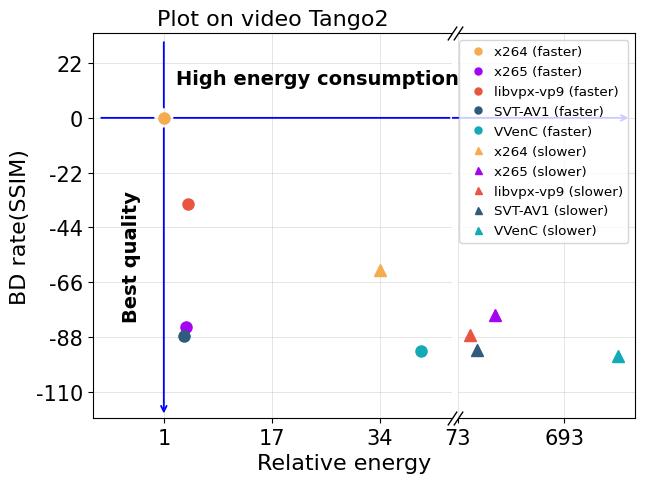 Plot on video Tango2
22
0
-22
-44
-66
-88
-110
BD rate(SSIM)
High energy consumption
Best quality
x264 (faster)
x265 (faster)
libvpx-vp9 (faster)
SVT-AV1 (faster)
VVenC (faster)
x264 (slower)
x265 (slower)
libvpx-vp9 (slower)
SVT-AV1 (slower)
VVenC (slower)
1 17 34 73 693
Relative energy